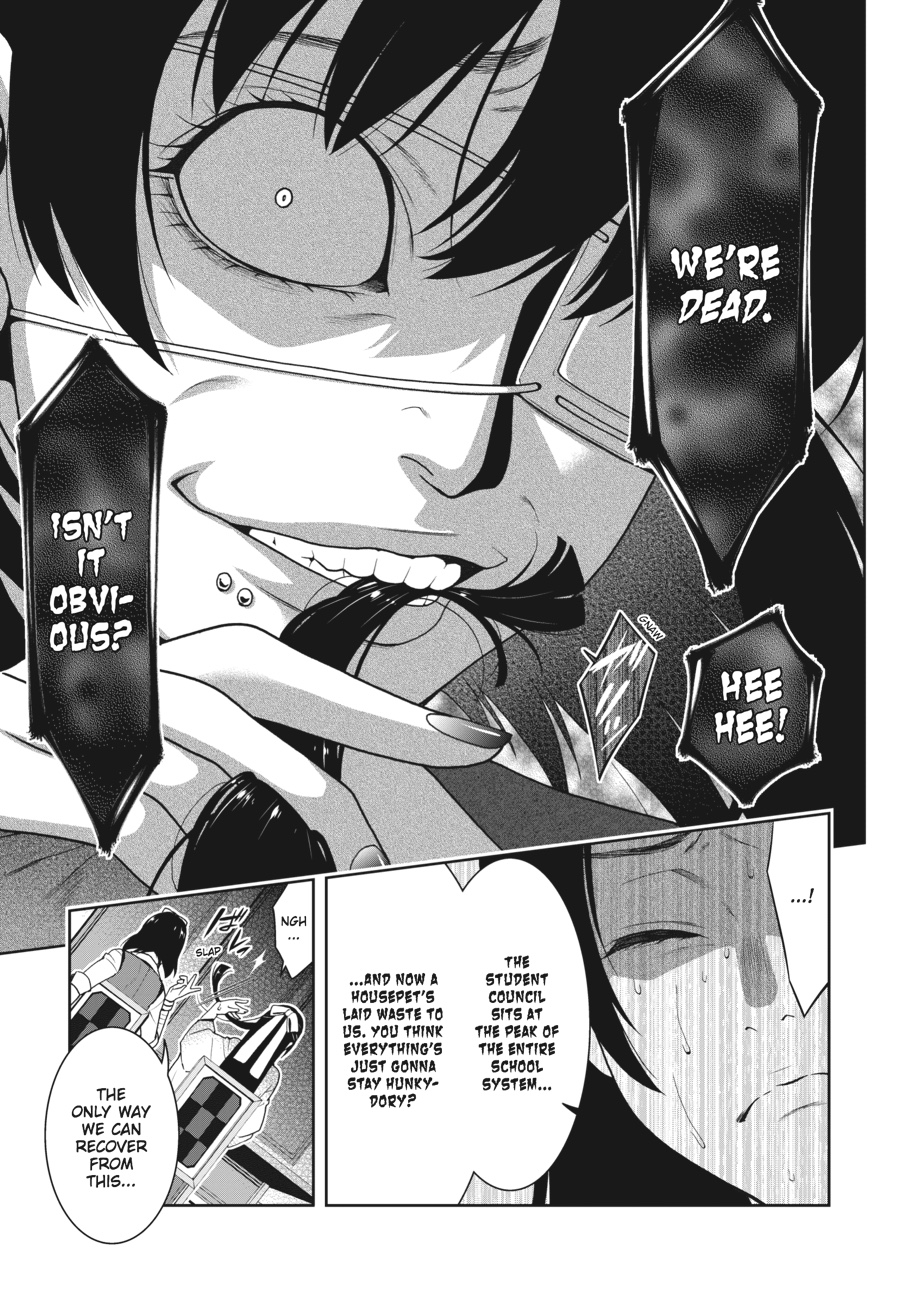 WE'RE
DEAD.
ISN'T
IT
OBVI-
OUS?
GNAW
HEE
HEE!
...!
THE
STUDENT
COUNCIL
SITS AT
THE PEAK OF
THE ENTIRE
SCHOOL
SYSTEM...
...AND NOW A
HOUSEPET'S
LAID WASTE TO
US. YOU THINK
EVERYTHING'S
JUST GONNA
STAY HUNKY-
DORY?
NGH
...
SLAP
THE
ONLY WAY
WE CAN
RECOVER
FROM
THIS...